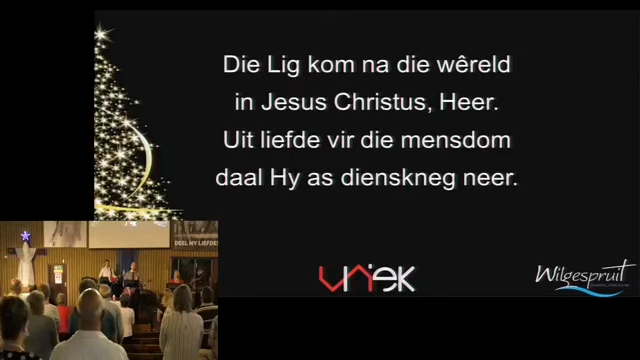 Die Lig kom na die wêreld
in Jesus Christus, Heer.
Uit liefde vir die mensdom
daal Hy as dienskneg neer.
DEEL MY LIEFDE
uniek
Wilgespruit